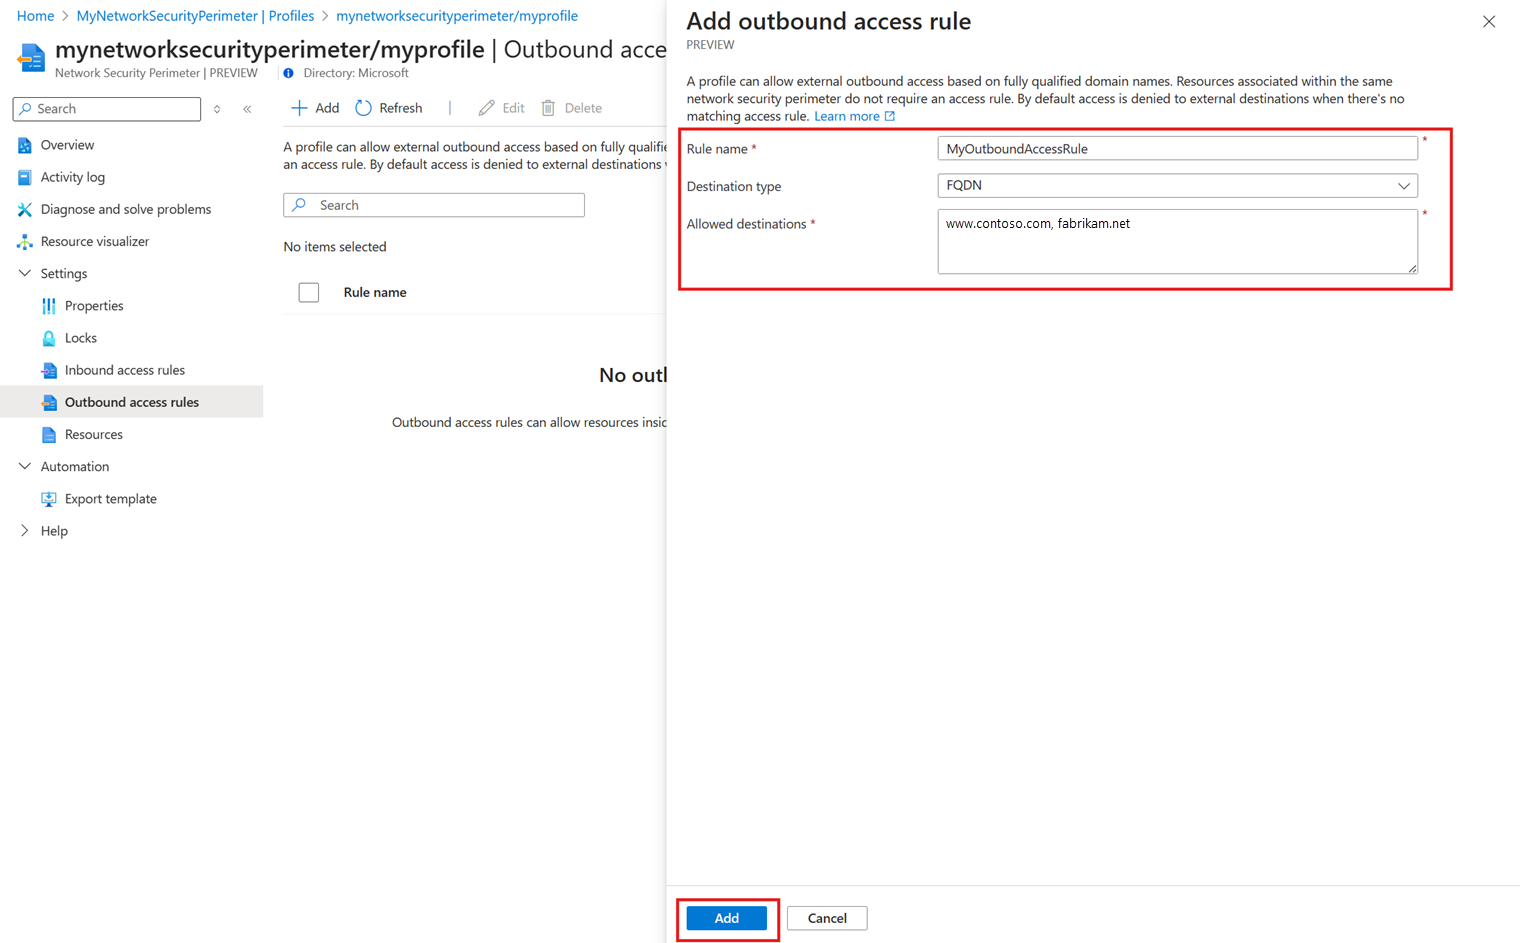 Home > MyNetworkSecurityPerimeter | Profiles > mynetworksecurityperimeter/myprofile
mynetworksecurityperimeter/myprofile | Outbound acce
Network Security Perimeter | PREVIEW
Directory: Microsoft
Search
Overview
Activity log
Diagnose and solve problems
Resource visualizer
Settings
Properties
Locks
Inbound access rules
Outbound access rules
Resources
Automation
Export template
Help
Add Refresh | Edit Delete
A profile can allow external outbound access based on fully qualifie
an access rule. By default access is denied to external destinations
Search
No items selected
Rule name
No outl
Outbound access rules can allow resources insid
Add outbound access rule
PREVIEW
A profile can allow external outbound access based on fully qualified domain names. Resources associated within the same
network security perimeter do not require an access rule. By default access is denied to external destinations when there's no
matching access rule. Learn more
Rule name * MyOutboundAccessRule *
Destination type FQDN
Allowed destinations * www.contoso.com, fabrikam.net *
Add Cancel